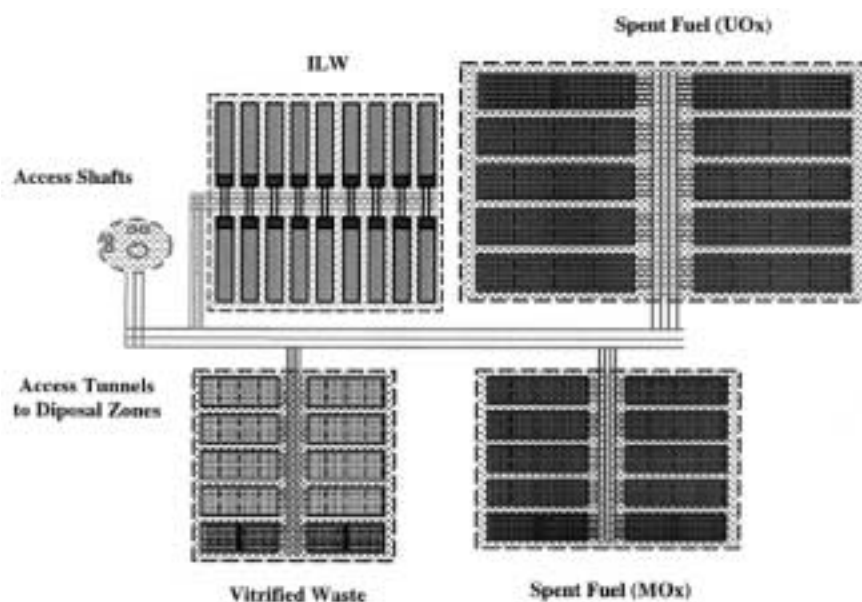 Spent Fuel (UOx)
ILW
Access Shafts
Access Tunnels
to Diposal Zones
Vitrified Waste
Spent Fuel (MOx)